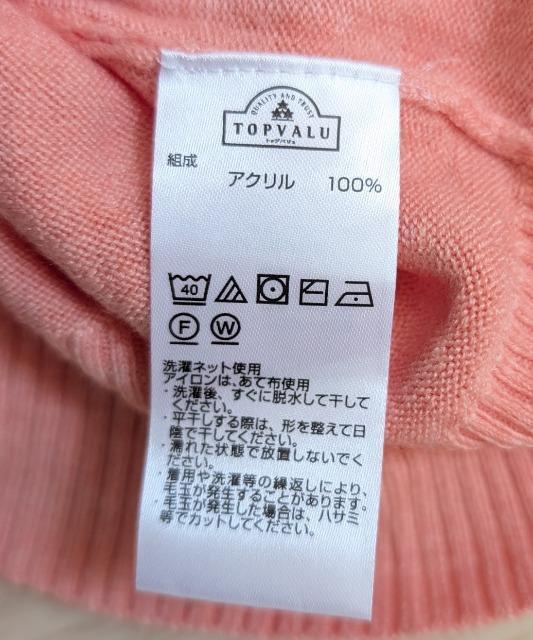 QUALITY AND TRUST
TOPVALU
トップバリュ
組成
アクリル 100%
40
F W
洗濯ネット使用
アイロンは、あて布使用
・洗濯後、すぐに脱水して干して
ください。
・平干しする際は、形を整えて日
陰で干してください。
・濡れた状態で放置しないでく
ださい。
・着用や洗濯等の繰返しにより、
毛玉が発生することがあります。
毛玉が発生した場合は、ハサミ
等でカットしてください。